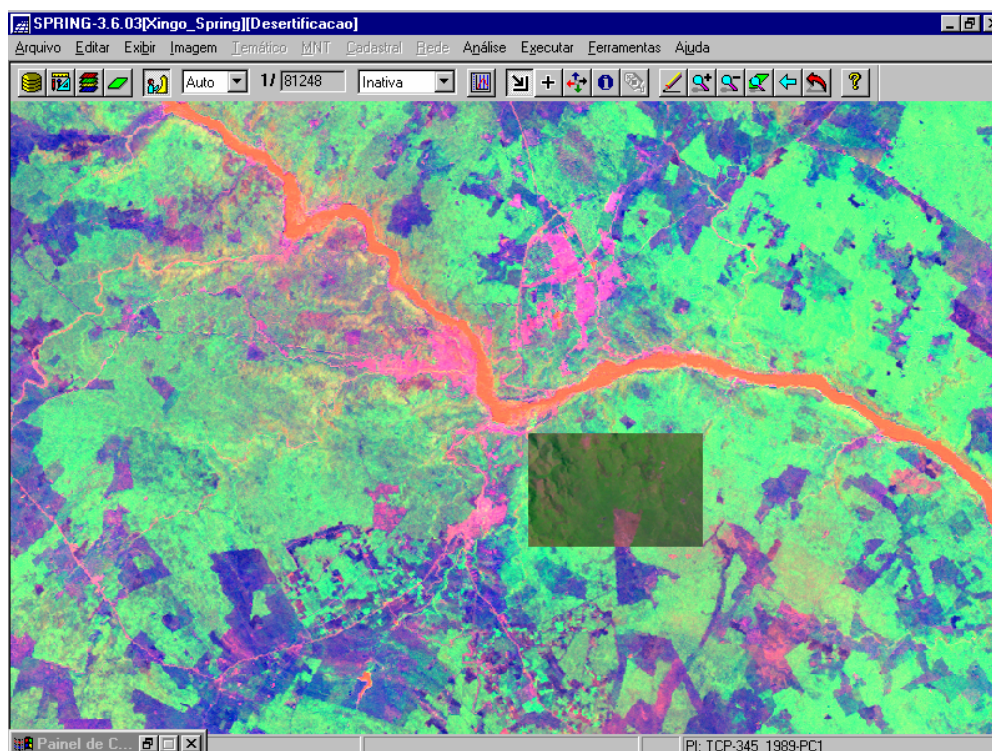 SPRING-3.6.03[Xingo_Spring][Desertificacao]
Arquivo Editar Exibir Imagem Temático MNT Cadastral Rede Análise Executar Ferramentas Ajuda
Auto 1/ 81248 Inativa
Painel de C... PI: TCP-345_1989-PC1